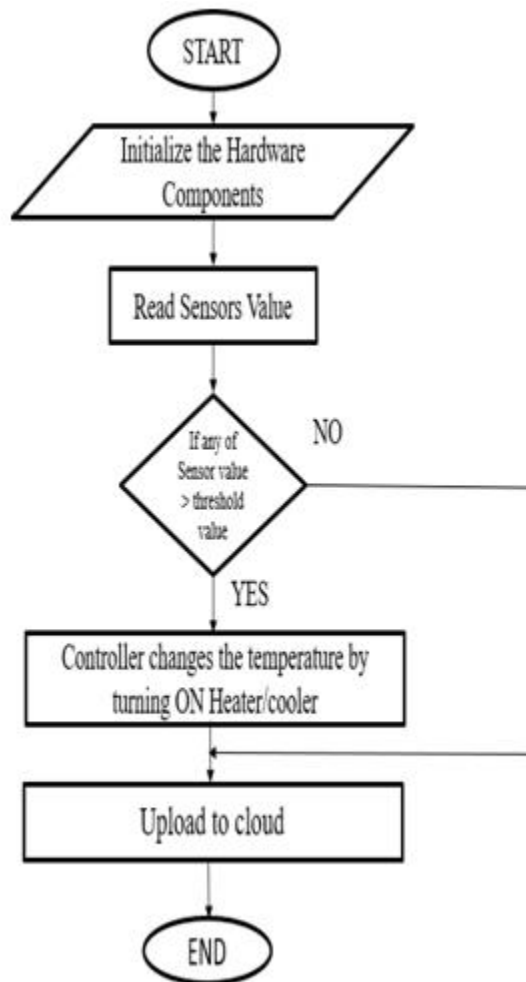 START
Initialize the Hardware
Components
Read Sensors Value
If any of
Sensor value
> threshold
value
NO
YES
Controller changes the temperature by
turning ON Heater/cooler
Upload to cloud
END